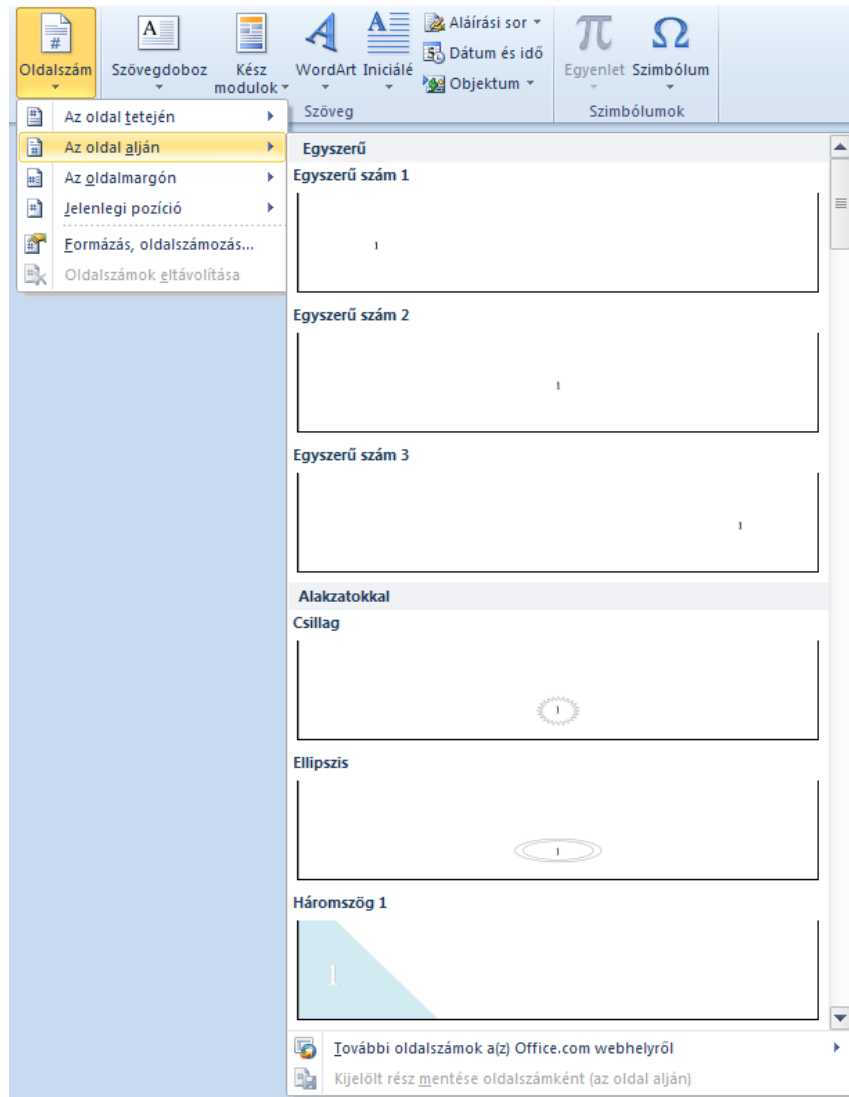 Oldalszám
Szövegdoboz
Kész modulok
WordArt
Iniciálé
Aláírási sor
Dátum és idő
Objektum
Egyenlet
Szimbólum
Szöveg
Szimbólumok
Az oldal tetején
Az oldal alján
Az oldalmargón
Jelenlegi pozíció
Formázás, oldalszámozás...
Oldalszámok eltávolítása
Egyszerű
Egyszerű szám 1
1
Egyszerű szám 2
1
Egyszerű szám 3
1
Alakzatokkal
Csillag
1
Ellipszis
1
Háromszög 1
1
További oldalszámok a(z) Office.com webhelyről
Kijelölt rész mentése oldalszámként (az oldal alján)